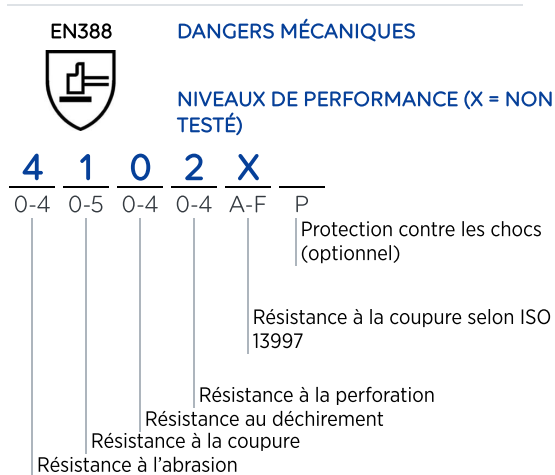 EN388
DANGERS MÉCANIQUES
NIVEAUX DE PERFORMANCE (X = NON
TESTÉ)
4 1 0 2 X
0-4 0-5 0-4 0-4 A-F P
Protection contre les chocs
(optionnel)
Résistance à la coupure selon ISO
13997
Résistance à la perforation
Résistance au déchirement
Résistance à la coupure
Résistance à l’abrasion